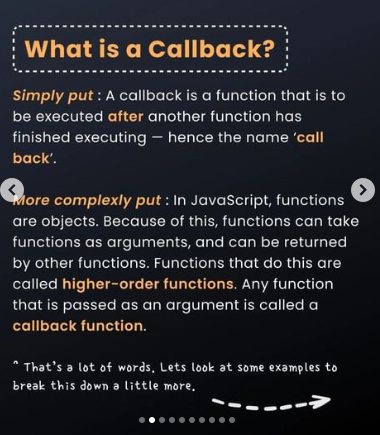 What is a Callback?
Simply put : A callback is a function that is to
be executed after another function has
finished executing — hence the name 'call
back'.
More complexly put : In JavaScript, functions
are objects. Because of this, functions can take
functions as arguments, and can be returned
by other functions. Functions that do this are
called higher-order functions. Any function
that is passed as an argument is called a
callback function.
^ That's a lot of words. Lets look at some examples to
break this down a little more.